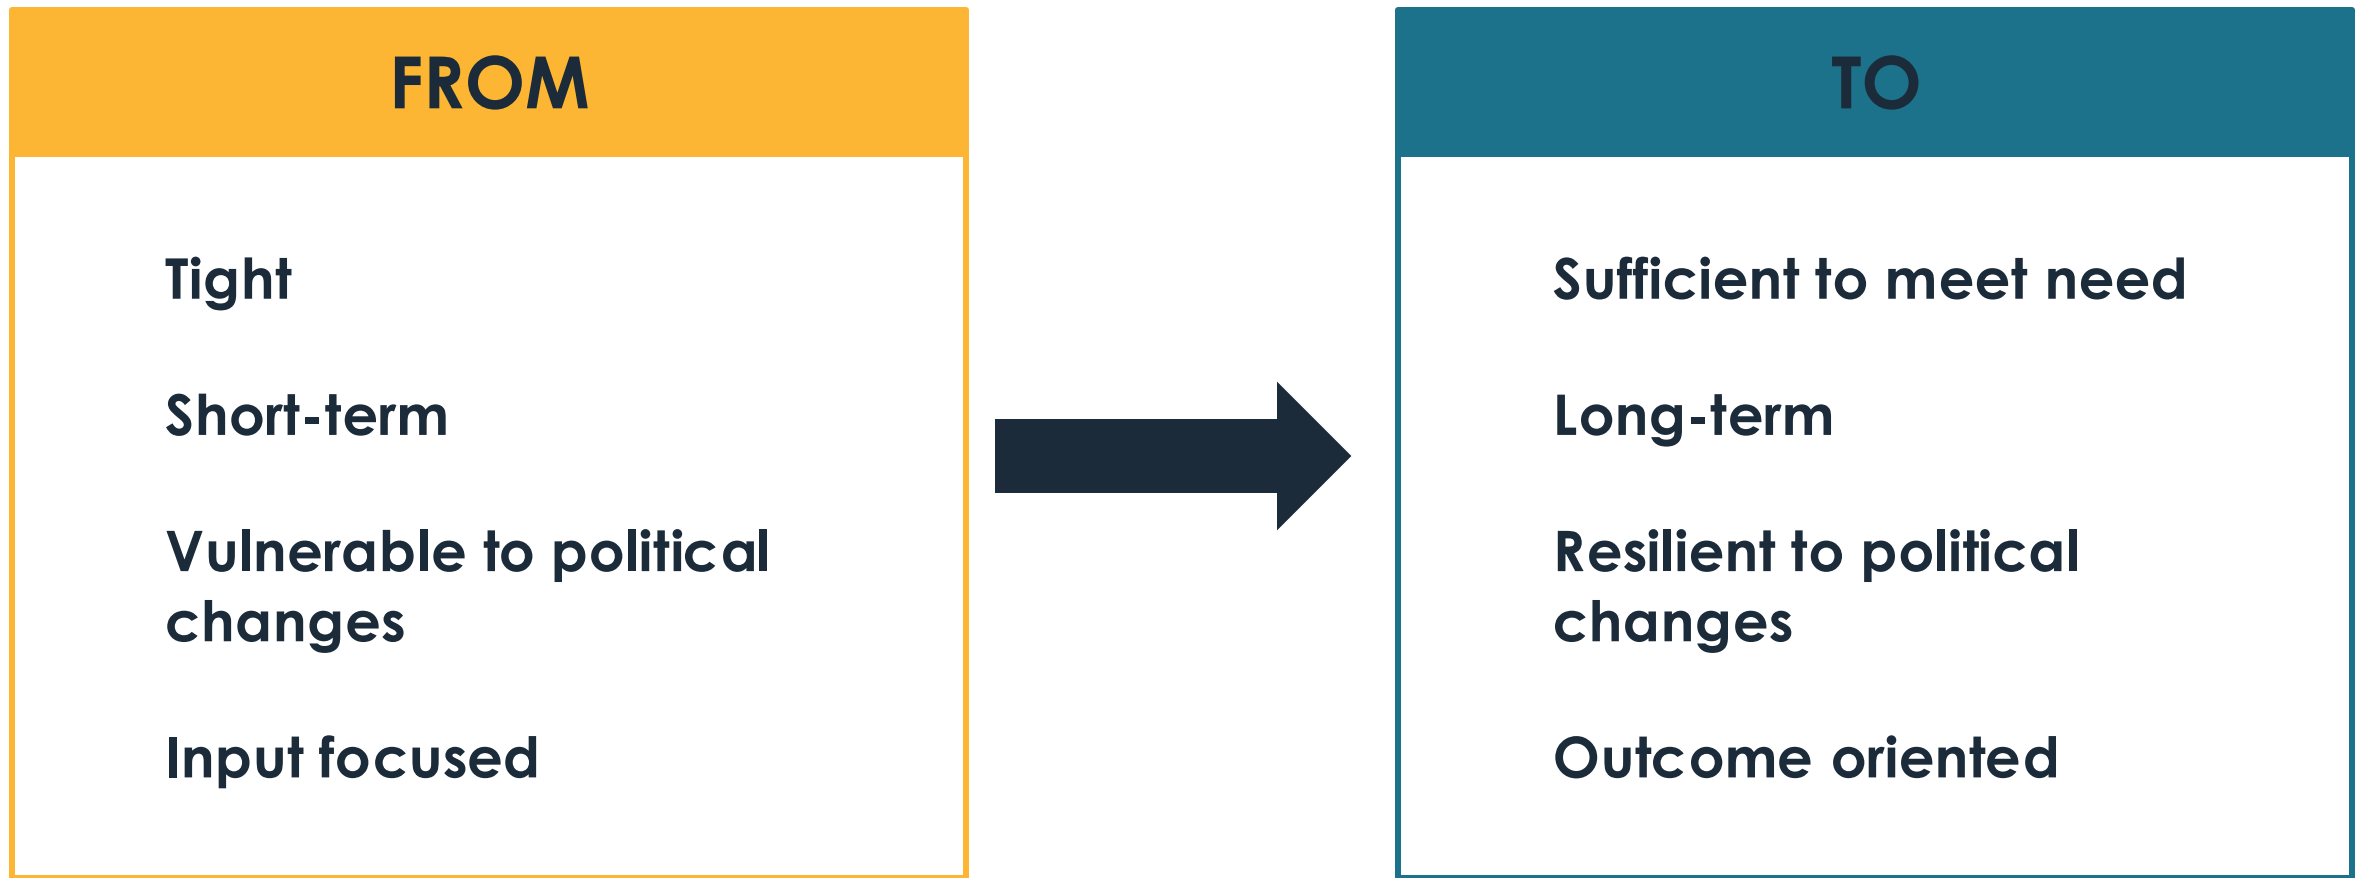 FROM
Tight
Short-term
Vulnerable to political
changes
Input focused
TO
Sufficient to meet need
Long-term
Resilient to political
changes
Outcome oriented